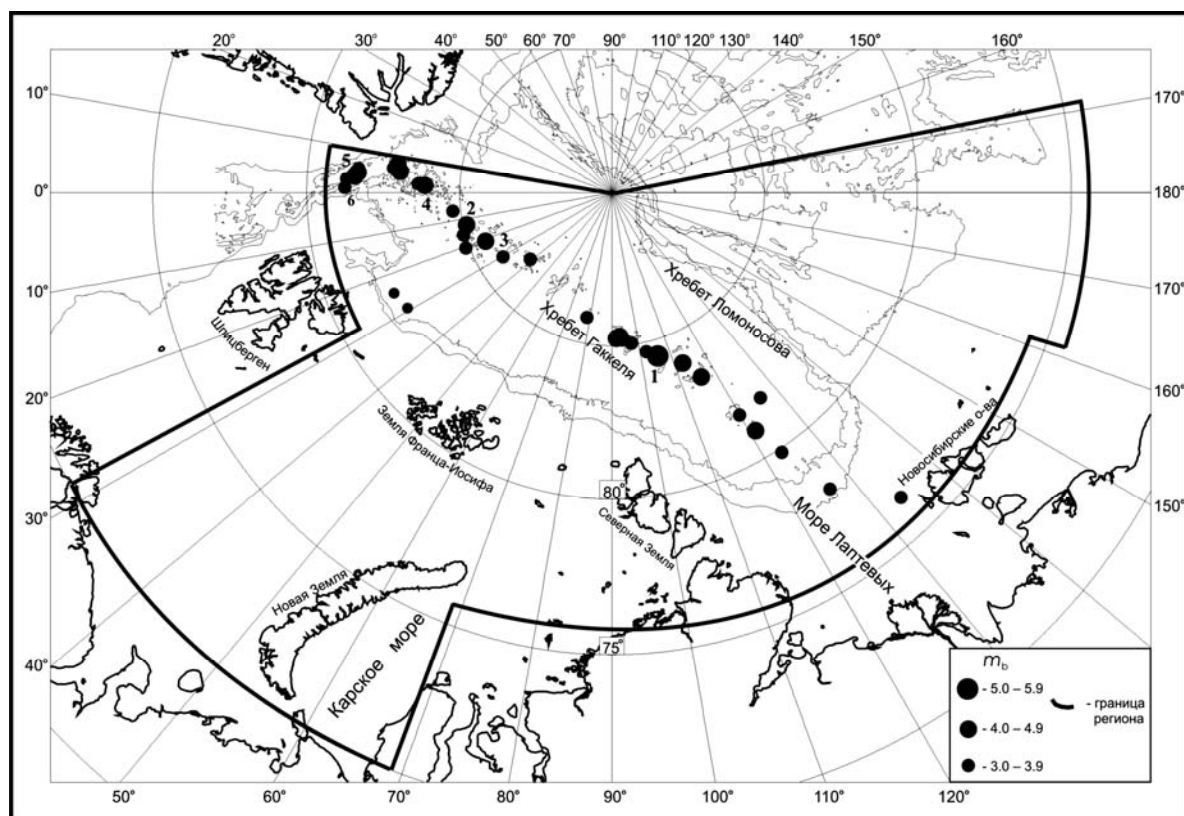 20° 30° 40° 50° 60° 70° 90° 110° 120° 130° 140° 150° 160°
10°
170°
0°
180°
5
6
4
2
3
1
10°
170°
20°
160°
30°
150°
40°
Шпицберген
Земля Франца-Иосифа
Хребет Гаккеля
Хребет Ломоносова
Новосибирские о-ва
80°
Северная Земля
Море Лаптевых
Новая Земля
Карское море
75°
m_b
- 5.0 – 5.9
- 4.0 – 4.9
- 3.0 – 3.9
- граница
региона
50° 60° 70° 80° 90° 100° 110° 120°